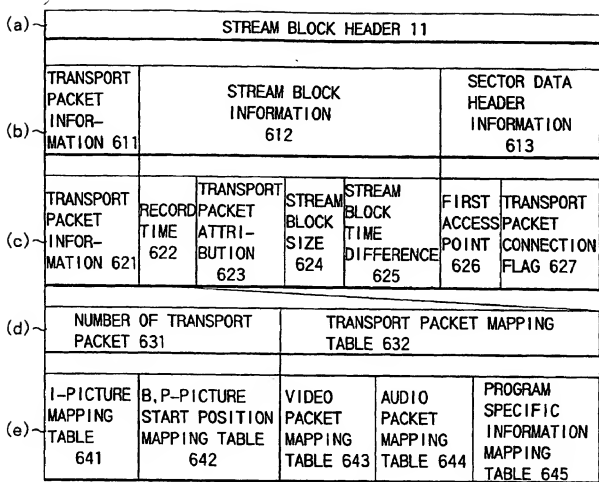 (a)
STREAM BLOCK HEADER 11
(b)
TRANSPORT
PACKET
INFOR-
MATION 611
STREAM BLOCK
INFORMATION
612
SECTOR DATA
HEADER
INFORMATION
613
(c)
TRANSPORT
PACKET
INFOR-
MATION 621
RECORD
TIME
622
TRANSPORT
PACKET
ATTRI-
BUTION
623
STREAM
BLOCK
SIZE
624
STREAM
BLOCK
TIME
DIFFERENCE
625
FIRST
ACCESS
POINT
626
TRANSPORT
PACKET
CONNECTION
FLAG 627
(d)
NUMBER OF TRANSPORT
PACKET 631
TRANSPORT PACKET MAPPING
TABLE 632
(e)
I-PICTURE
MAPPING
TABLE
641
B,P-PICTURE
START POSITION
MAPPING TABLE
642
VIDEO
PACKET
MAPPING
TABLE 643
AUDIO
PACKET
MAPPING
TABLE 644
PROGRAM
SPECIFIC
INFORMATION
MAPPING
TABLE 645